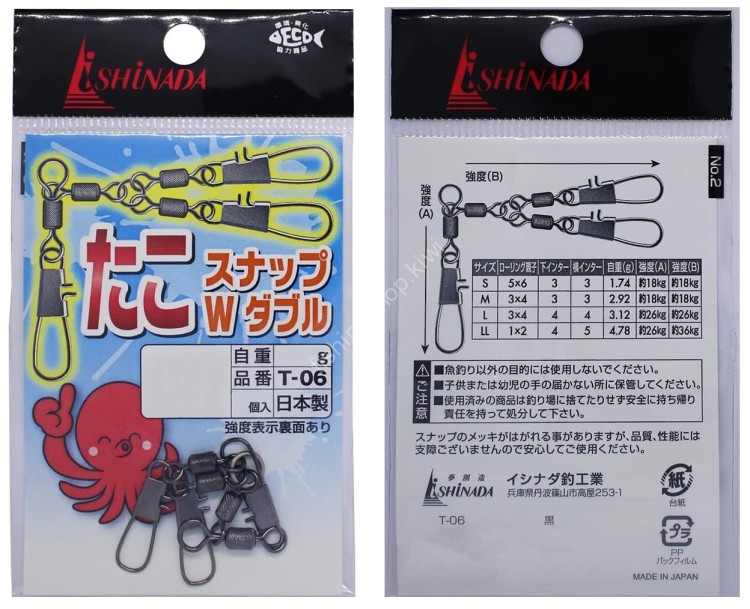 iSHiNADA
環境・無化
ECO
協力商品
たこ
スナップ
W ダブル
自重 g
品番 T-06
個入 日本製
強度表示裏面あり
iSHiNADA
No.2
強度(B)
強度(A)
サイズ ローリング親子 下インター 横インター 自重(g) 強度(A) 強度(B)
S 5×6 3 3 1.74 約18kg 約18kg
M 3×4 3 3 2.92 約18kg 約18kg
L 3×4 4 4 3.12 約26kg 約26kg
LL 1×2 4 5 4.78 約26kg 約36kg
ご注意
■魚釣り以外の目的には使用しないでください。
■子供または幼児の手の届かない所に保管してください。
■使用済みの商品は釣り場に捨てたりせず安全に持ち帰り
責任を持って処分して下さい。
スナップのメッキがはがれる事がありますが、品質、性能には
支障ございませんので安心してご使用ください。
夢創造
iSHiNADA
イシナダ釣工業
兵庫県丹波篠山市高屋253-1
T-06 黒
紙
台紙
プラ
PP
パックフィルム
MADE IN JAPAN